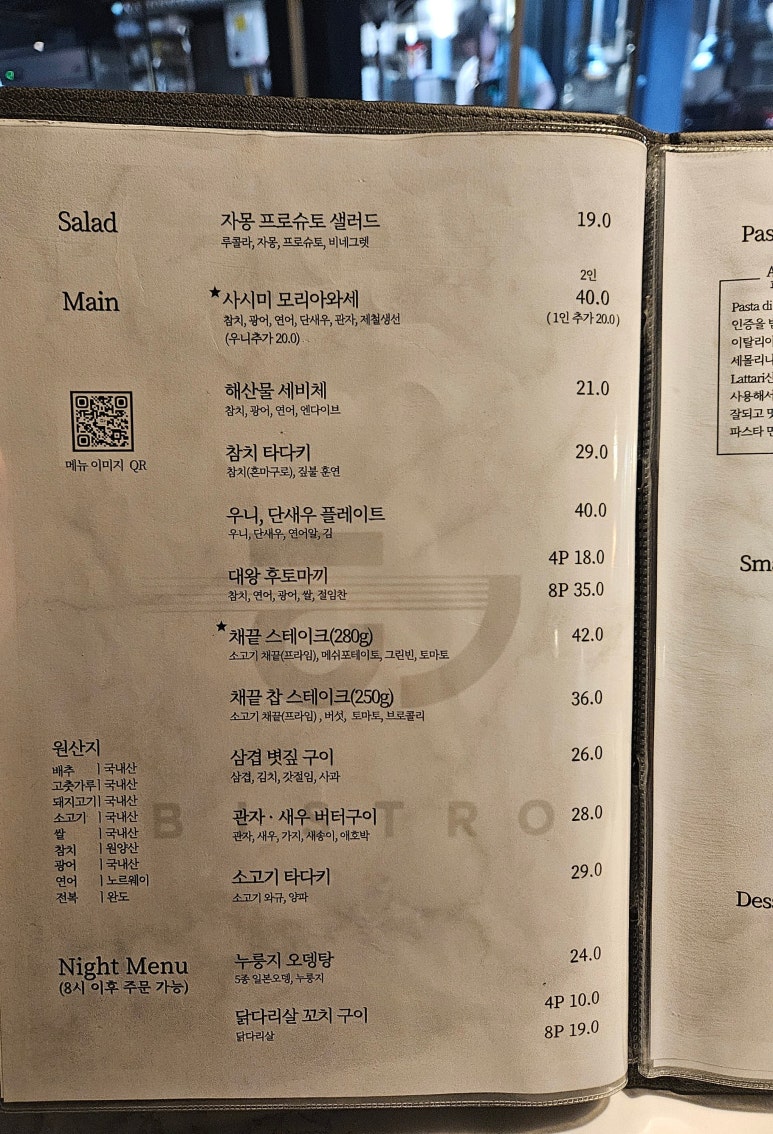 Salad
자몽 프로슈토 샐러드 19.0
루콜라, 자몽, 프로슈토, 비네그렛
Main
2인
★사시미 모리아와세 40.0
참치, 광어, 연어, 단새우, 관자, 제철생선 (1인 추가 20.0)
(우니추가 20.0)
해산물 세비체 21.0
참치, 광어, 연어, 엔다이브
메뉴 이미지 QR
참치 타다키 29.0
참치(혼마구로), 짚불 훈연
우니, 단새우 플레이트 40.0
우니, 단새우, 연어알, 김
대왕 후토마끼 4P 18.0
참치, 연어, 광어, 쌀, 절임찬 8P 35.0
★채끝 스테이크(280g) 42.0
소고기 채끝(프라임), 메쉬포테이토, 그린빈, 토마토
채끝 찹 스테이크(250g) 36.0
소고기 채끝(프라임) , 버섯, 토마토, 브로콜리
삼겹 볏짚 구이 26.0
삼겹, 김치, 갓절임, 사과
관자 · 새우 버터구이 28.0
관자, 새우, 가지, 새송이, 애호박
소고기 타다키 29.0
소고기 와규, 양파
원산지
배추 | 국내산
고춧가루 | 국내산
돼지고기 | 국내산
소고기 | 국내산
쌀 | 국내산
참치 | 원양산
광어 | 국내산
연어 | 노르웨이
전복 | 완도
BISTRO
Night Menu
(8시 이후 주문 가능)
누룽지 오뎅탕 24.0
5종 일본오뎅, 누룽지
닭다리살 꼬치 구이 4P 10.0
닭다리살 8P 19.0
Pas
Pasta di
인증을 받
이탈리아
세몰리나
Lattari산
사용해서
잘되고 맛
파스타 면
Sma
Dess